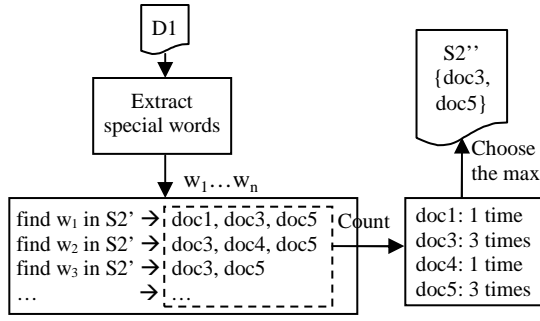 D1
Extract
special words
w₁…wₙ
find w₁ in S2' → doc1, doc3, doc5
find w₂ in S2' → doc3, doc4, doc5
find w₃ in S2' → doc3, doc5
… → …
Count
doc1: 1 time
doc3: 3 times
doc4: 1 time
doc5: 3 times
Choose
the max
S2''
{doc3,
doc5}